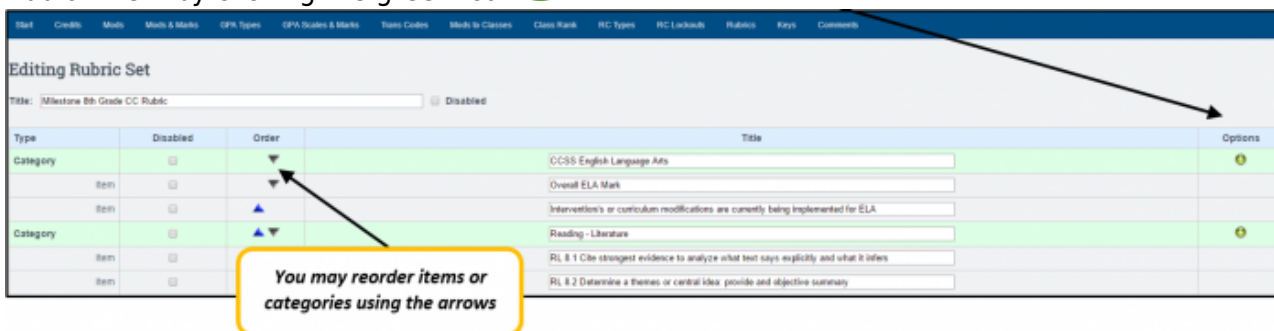 Start Credits Mods Mods & Marks GPA Types GPA Scales & Marks Trans Codes Mods to Classes Class Rank RC Types RC Lockouts Rubrics Keys Comments
Editing Rubric Set
Title: Milestone 8th Grade CC Rubric Disabled
Type Disabled Order Title Options
Category CCSS English Language Arts
Item Overall ELA Mark
Item Intervention's or curriculum modifications are currently being implemented for ELA
Category Reading - Literature
Item RL 8.1 Cite strongest evidence to analyze what text says explicitly and what it infers
Item RL 8.2 Determine a themes or central idea: provide and objective summary
You may reorder items or
categories using the arrows